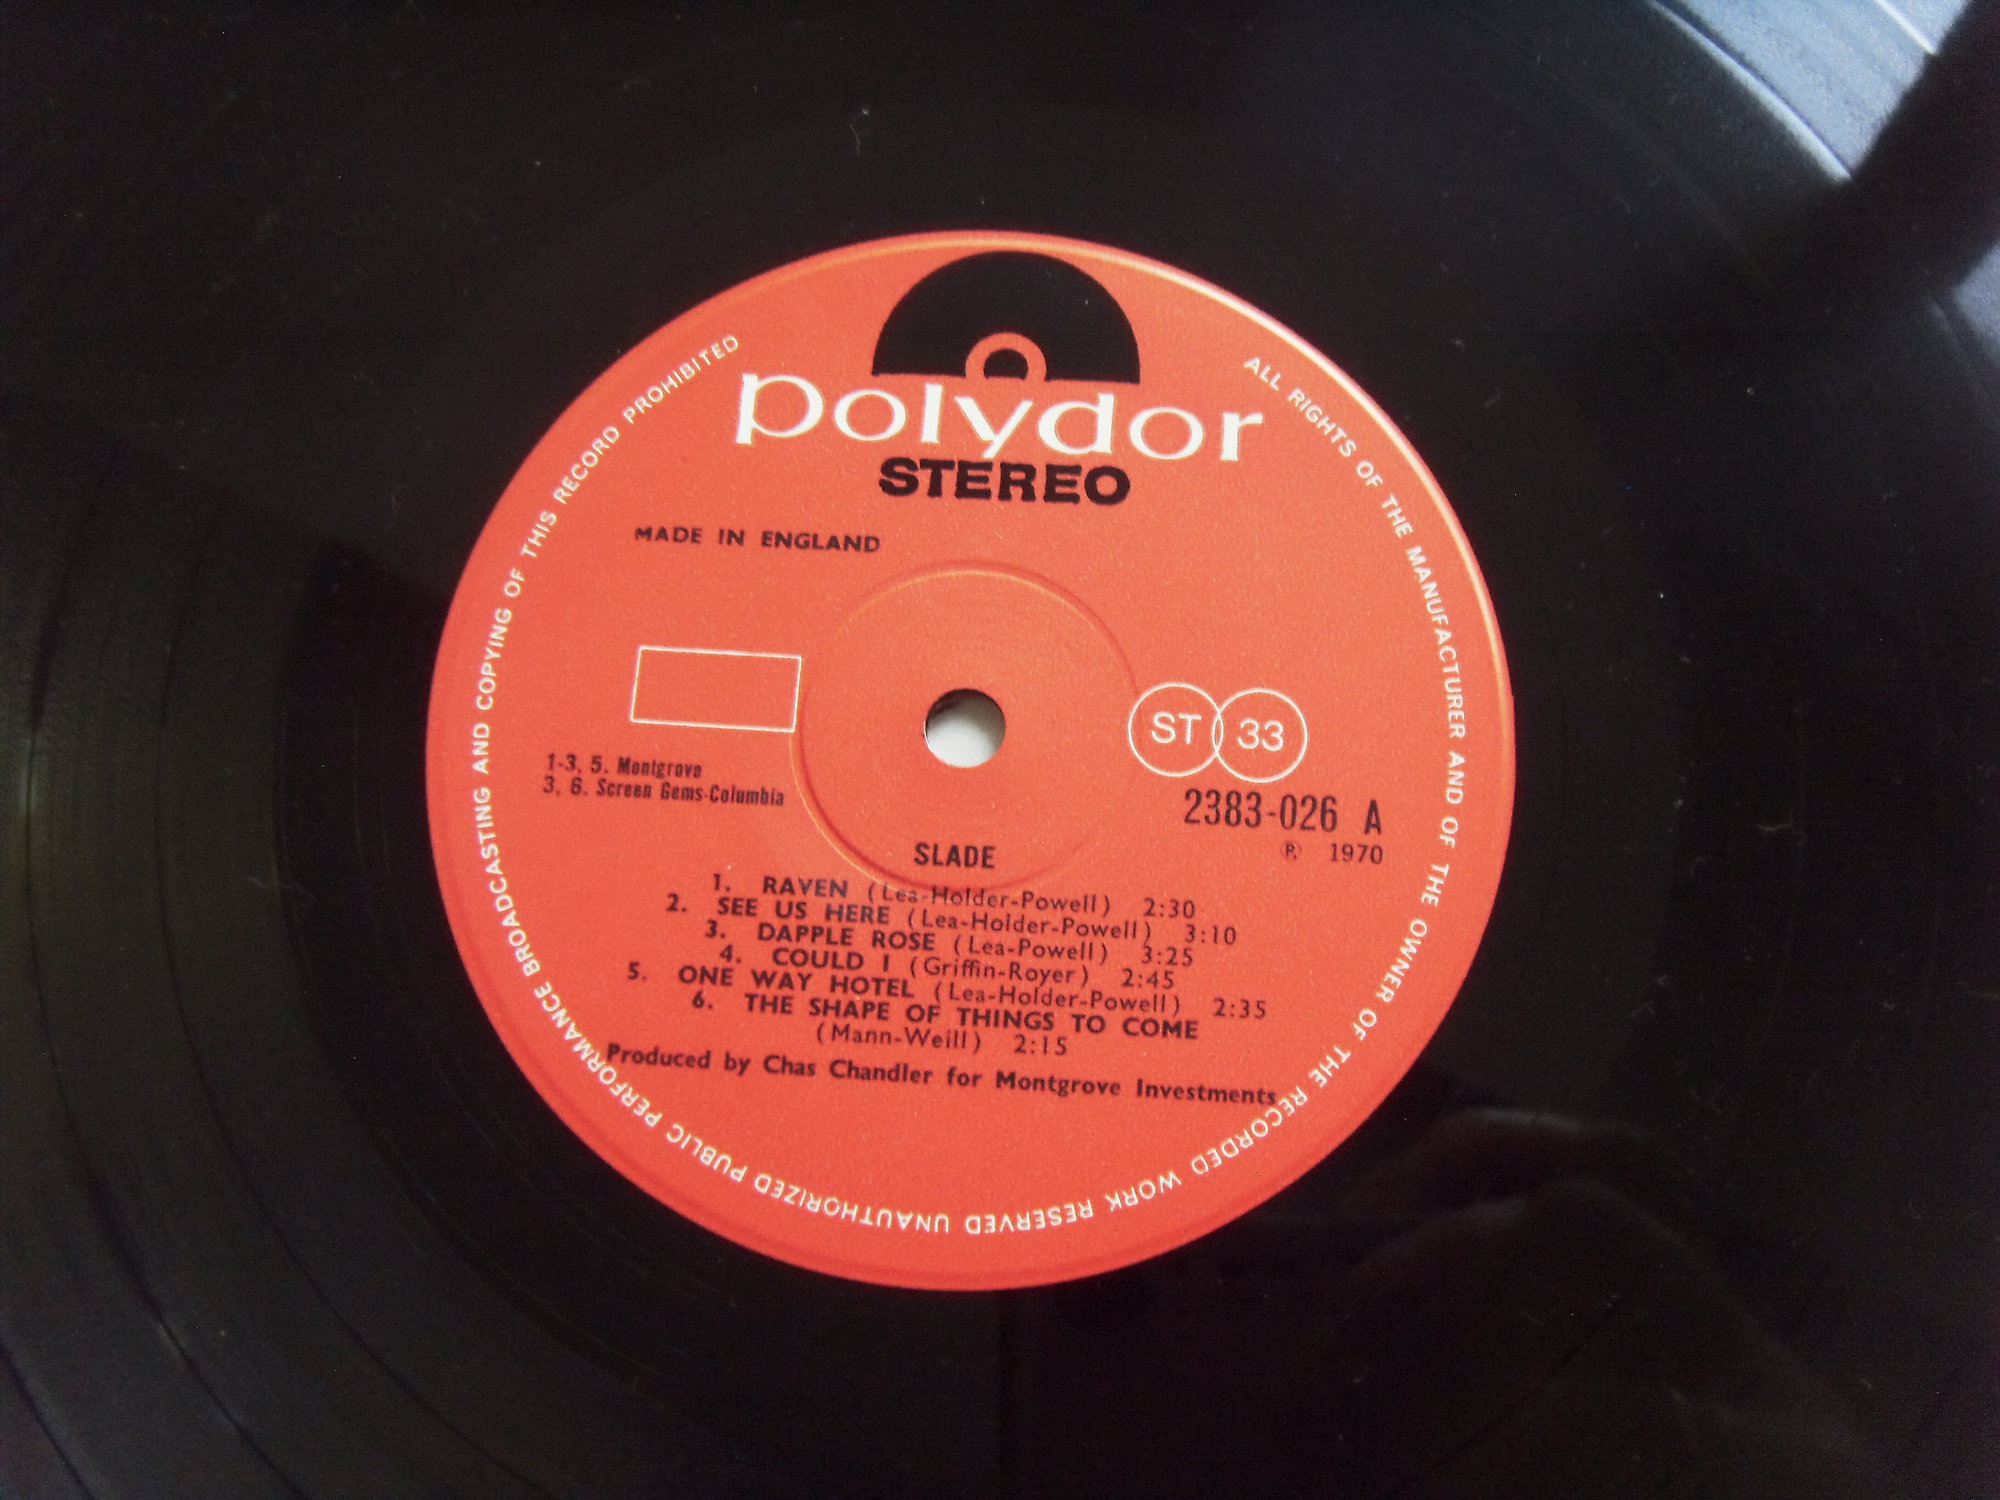 polydor
STEREO
MADE IN ENGLAND
ST 33
1-3, 5. Montgrove
3, 6. Screen Gems-Columbia
2383-026 A
℗ 1970
SLADE
1. RAVEN (Lea-Holder-Powell) 2:30
2. SEE US HERE (Lea-Holder-Powell) 3:10
3. DAPPLE ROSE (Lea-Powell) 3:25
4. COULD I (Griffin-Royer) 2:45
5. ONE WAY HOTEL (Lea-Holder-Powell) 2:35
6. THE SHAPE OF THINGS TO COME
(Mann-Weill) 2:15
Produced by Chas Chandler for Montgrove Investments
ALL RIGHTS OF THE MANUFACTURER AND OF THE OWNER OF THE RECORDED WORK RESERVED UNAUTHORIZED PUBLIC PERFORMANCE BROADCASTING AND COPYING OF THIS RECORD PROHIBITED